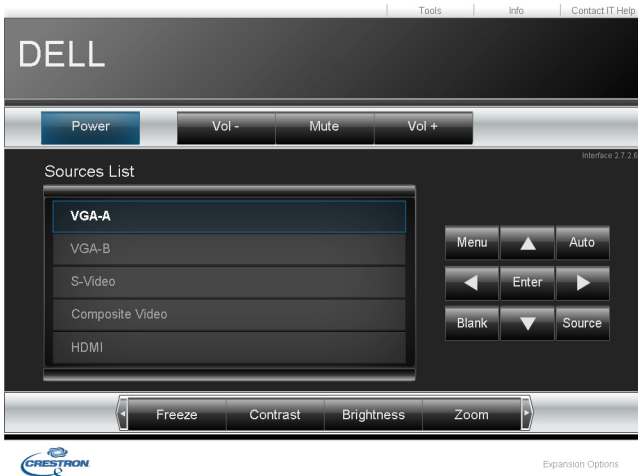 Tools Info Contact IT Help
DELL
Power Vol - Mute Vol +
Interface 2.7.2.6
Sources List
VGA-A
VGA-B
S-Video
Composite Video
HDMI
Menu Auto
Enter
Blank Source
Freeze Contrast Brightness Zoom
CRESTRON
Expansion Options